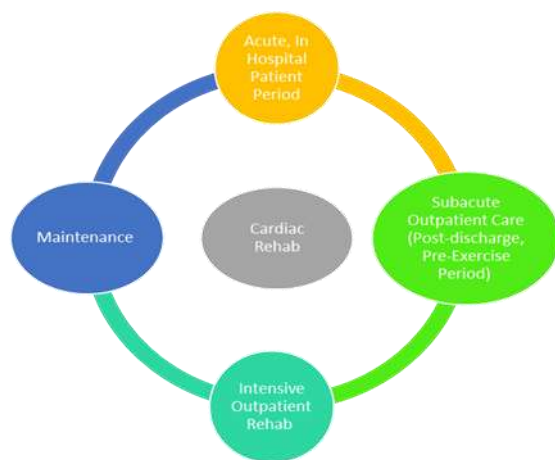 Acute, In
Hospital
Patient
Period
Subacute
Outpatient Care
(Post-discharge,
Pre-Exercise
Period)
Intensive
Outpatient
Rehab
Maintenance
Cardiac
Rehab